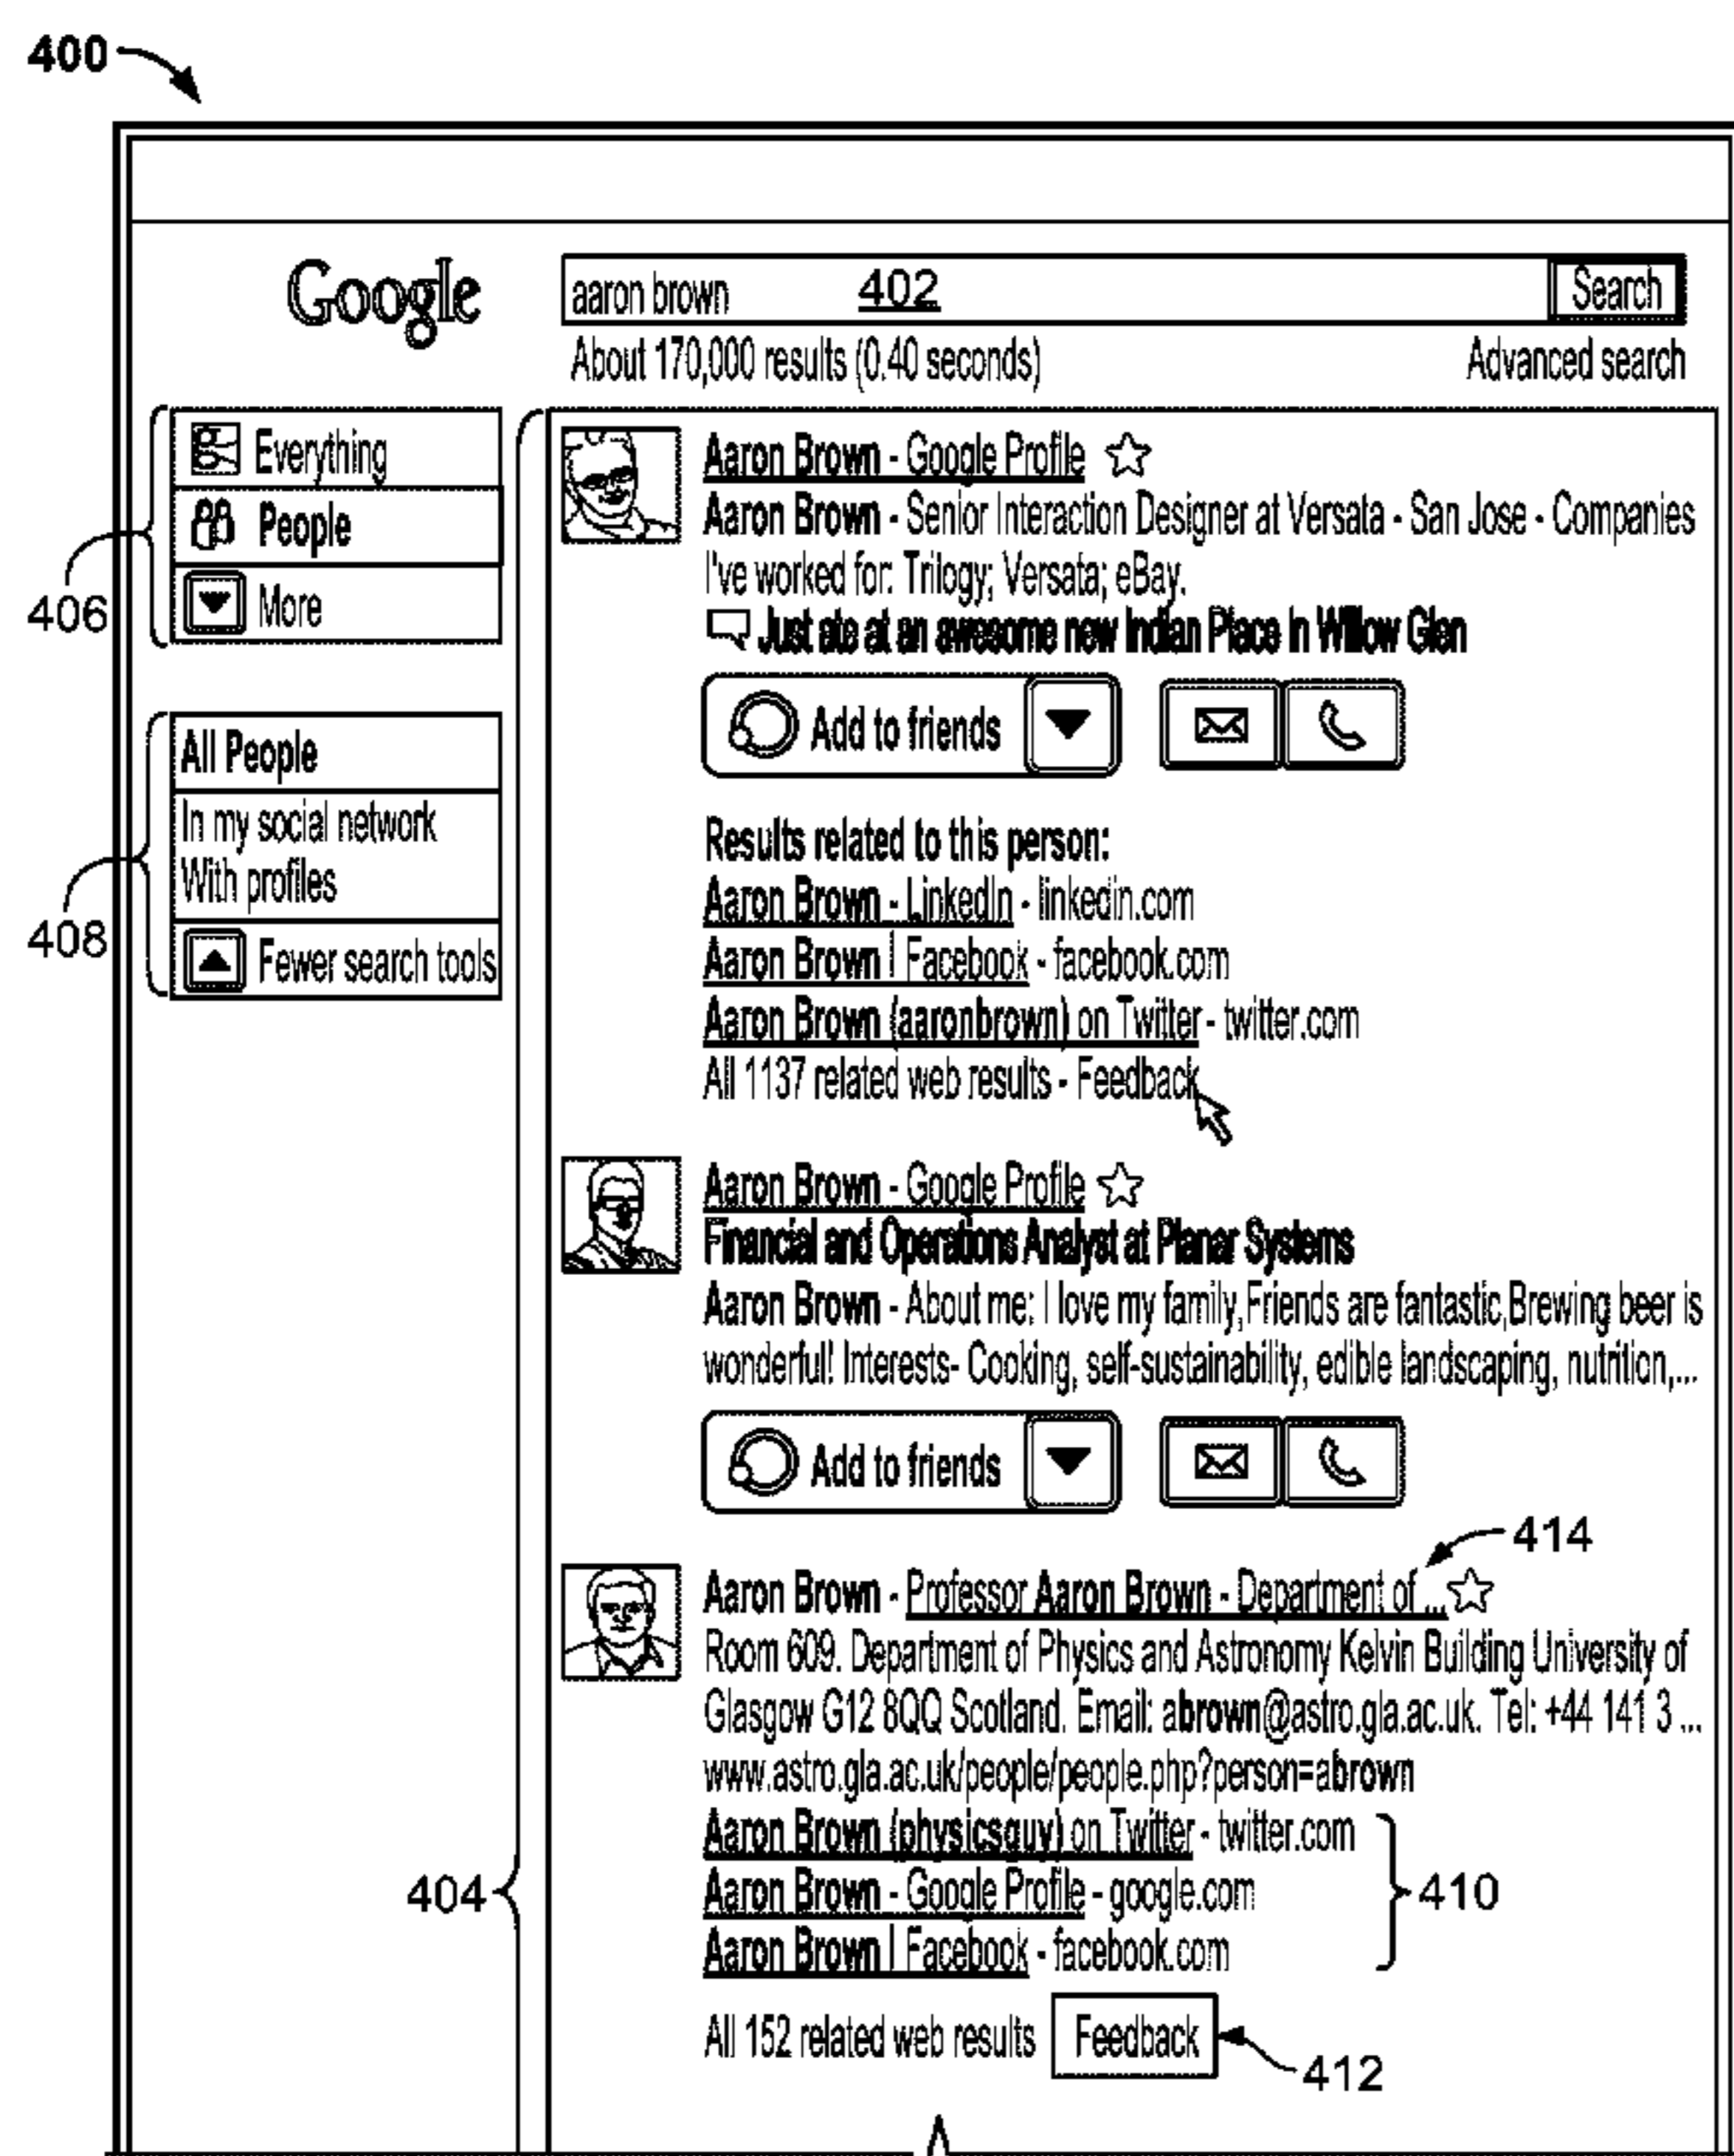 400
Google
aaron brown 402 Search
About 170,000 results (0.40 seconds) Advanced search
Everything
People
More
406
All People
In my social network
With profiles
Fewer search tools
408
Aaron Brown - Google Profile
Aaron Brown - Senior Interaction Designer at Versata - San Jose - Companies
I've worked for: Trilogy; Versata; eBay.
Just ate at an awesome new Indian Place in Willow Glen
Add to friends
Results related to this person:
Aaron Brown - LinkedIn - linkedin.com
Aaron Brown | Facebook - facebook.com
Aaron Brown (aaronbrown) on Twitter - twitter.com
All 1137 related web results - Feedback
Aaron Brown - Google Profile
Financial and Operations Analyst at Planar Systems
Aaron Brown - About me: I love my family,Friends are fantastic,Brewing beer is
wonderful! Interests- Cooking, self-sustainability, edible landscaping, nutrition,...
Add to friends
414
Aaron Brown - Professor Aaron Brown - Department of ...
Room 609. Department of Physics and Astronomy Kelvin Building University of
Glasgow G12 8QQ Scotland. Email: abrown@astro.gla.ac.uk. Tel: +44 141 3 ...
www.astro.gla.ac.uk/people/people.php?person=abrown
Aaron Brown (physicsguy) on Twitter - twitter.com
404 Aaron Brown - Google Profile - google.com 410
Aaron Brown | Facebook - facebook.com
All 152 related web results Feedback
412